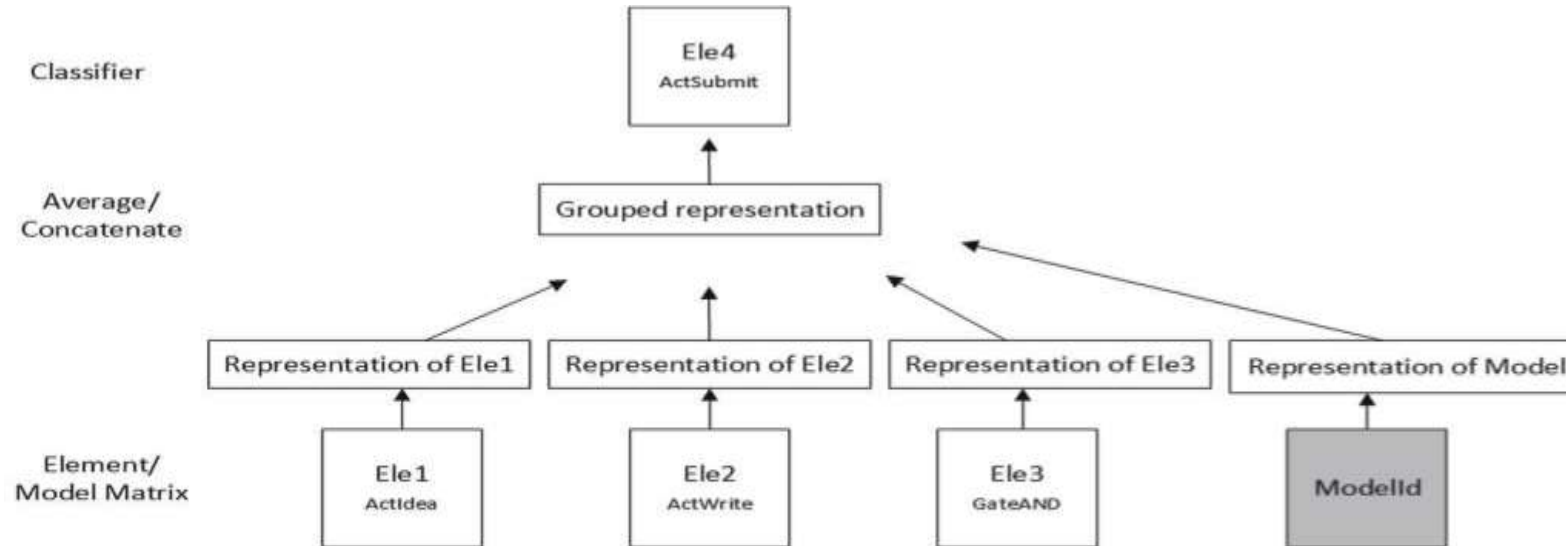 Classifier
Ele4
ActSubmit
Average/
Concatenate
Grouped representation
Representation of Ele1
Representation of Ele2
Representation of Ele3
Representation of Model
Element/
Model Matrix
Ele1
ActIdea
Ele2
ActWrite
Ele3
GateAND
ModelId